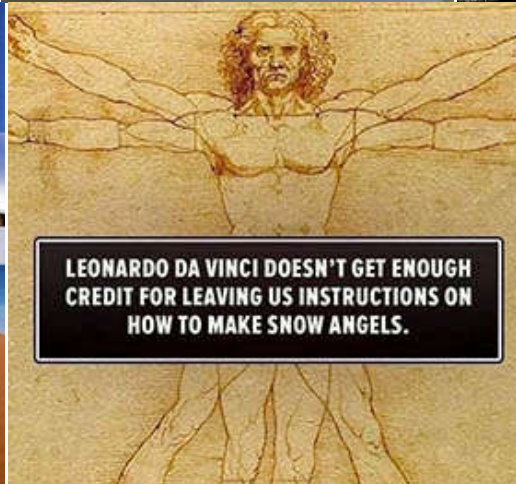 LEONARDO DA VINCI DOESN'T GET ENOUGH
CREDIT FOR LEAVING US INSTRUCTIONS ON
HOW TO MAKE SNOW ANGELS.